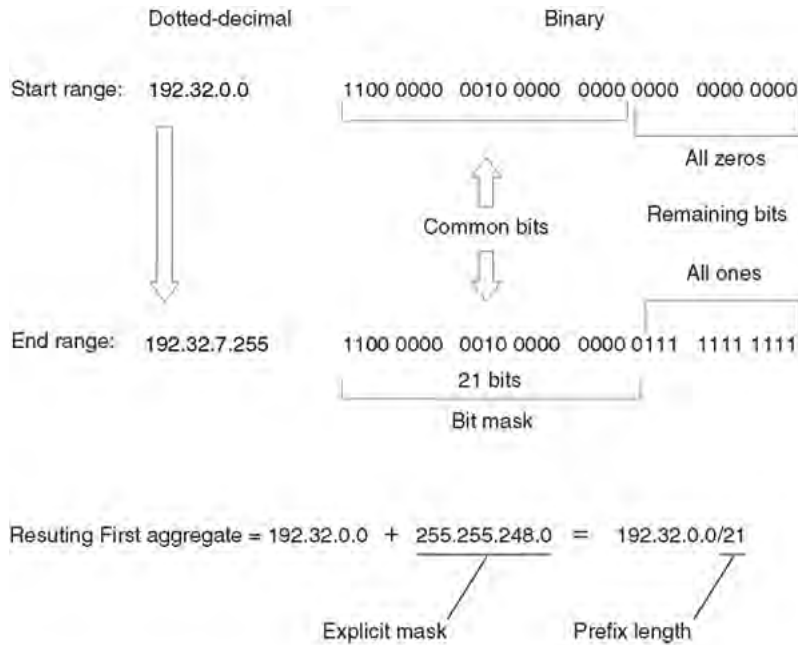 Dotted-decimal Binary
Start range: 192.32.0.0 1100 0000 0010 0000 0000 0000 0000 0000
All zeros
Common bits Remaining bits
All ones
End range: 192.32.7.255 1100 0000 0010 0000 0000 0111 1111 1111
21 bits
Bit mask
Resuting First aggregate = 192.32.0.0 + 255.255.248.0 = 192.32.0.0/21
Explicit mask Prefix length